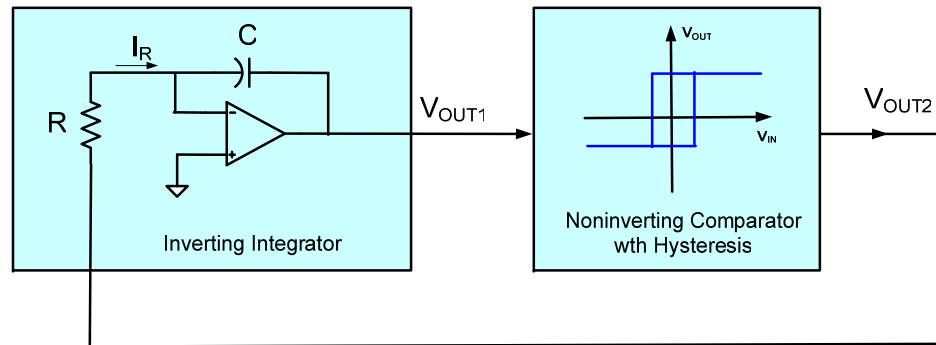 I_R
C
R
V_OUT1
Inverting Integrator
V_OUT
V_IN
Noninverting Comparator
wth Hysteresis
V_OUT2